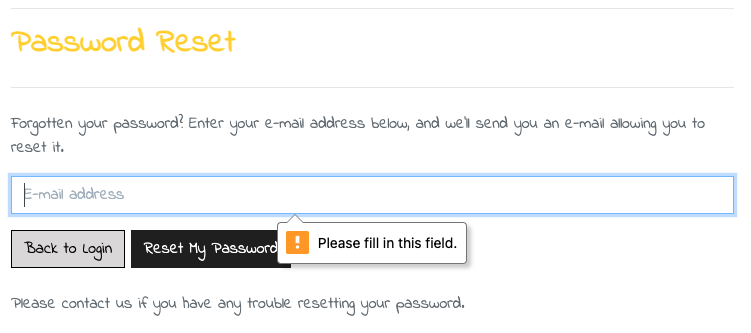 Password Reset
Forgotten your password? Enter your e-mail address below, and we'll send you an e-mail allowing you to
reset it.
E-mail address
Back to Login
Reset My Password
Please fill in this field.
Please contact us if you have any trouble resetting your password.